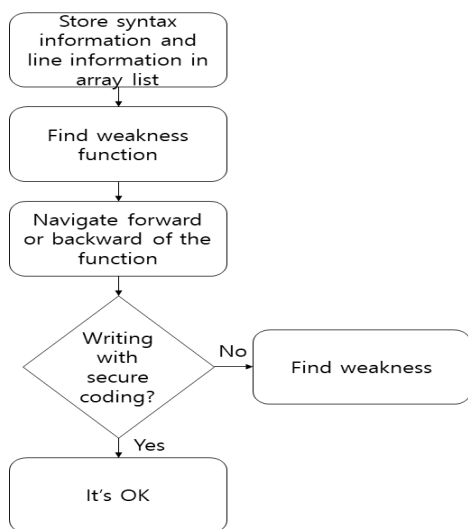 Store syntax
information and
line information in
array list
Find weakness
function
Navigate forward
or backward of the
function
Writing
with
secure
coding?
No
Find weakness
Yes
It's OK